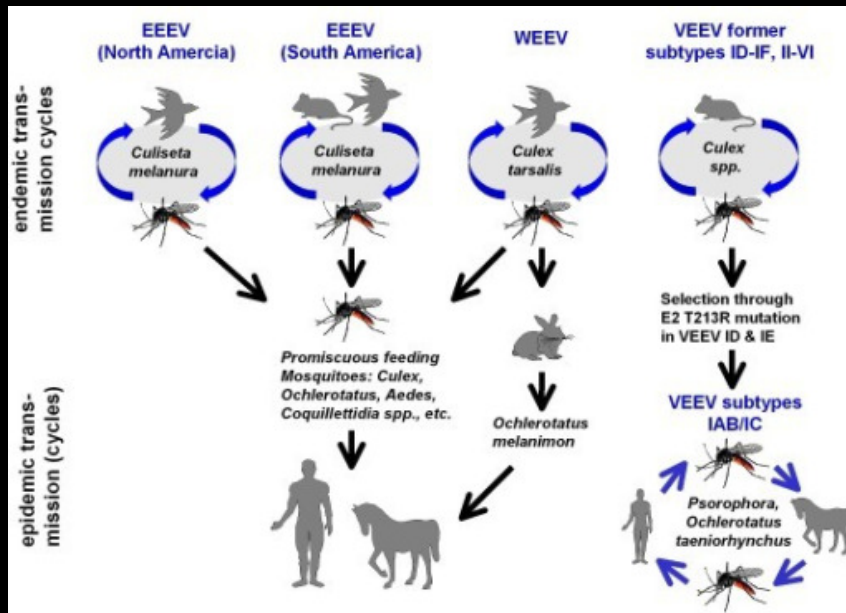 EEEV
(North Amercia)
EEEV
(South America)
WEEV
VEEV former
subtypes ID-IF, II-VI
endemic trans-
mission cycles
Culiseta
melanura
Culiseta
melanura
Culex
tarsalis
Culex
spp.
Promiscuous feeding
Mosquitoes: Culex,
Ochlerotatus, Aedes,
Coquillettidia spp., etc.
Ochlerotatus
melanimon
Selection through
E2 T213R mutation
in VEEV ID & IE
VEEV subtypes
IAB/IC
epidemic trans-
mission (cycles)
Psorophora,
Ochlerotatus
taeniorhynchus